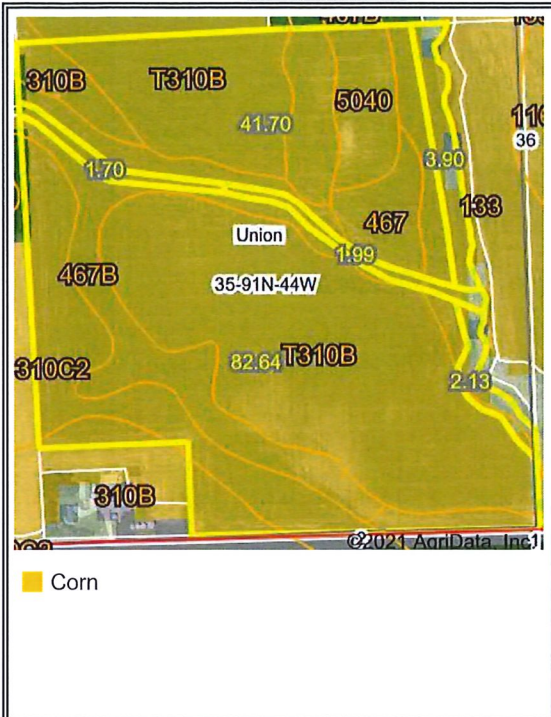 310B
T310B
5040
41.70
110
36
1.70
3.90
133
467
Union
1.99
467B
35-91N-44W
310C2
82.64
T310B
2.13
310B
©2021 AgriData, Inc.
Corn